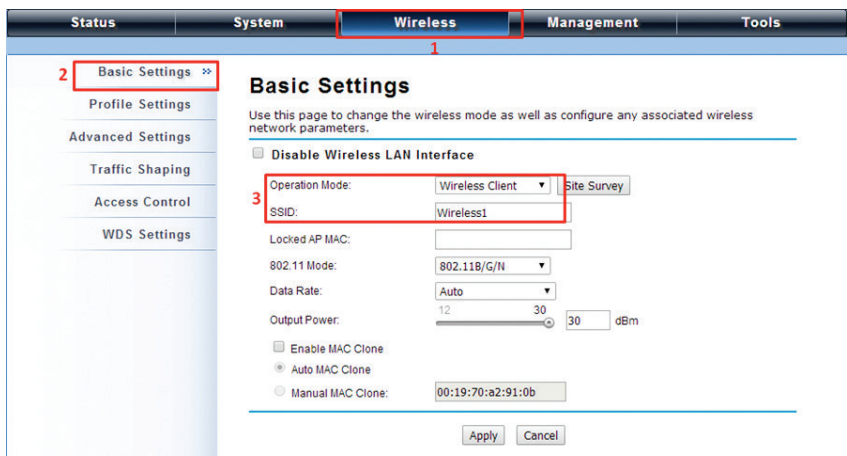 Status System Wireless Management Tools
1
2 Basic Settings »
Profile Settings
Advanced Settings
Traffic Shaping
Access Control
WDS Settings
Basic Settings
Use this page to change the wireless mode as well as configure any associated wireless
network parameters.
Disable Wireless LAN Interface
3
Operation Mode: Wireless Client Site Survey
SSID: Wireless1
Locked AP MAC:
802.11 Mode: 802.11B/G/N
Data Rate: Auto
12 30
Output Power: 30 dBm
Enable MAC Clone
Auto MAC Clone
Manual MAC Clone: 00:19:70:a2:91:0b
Apply Cancel